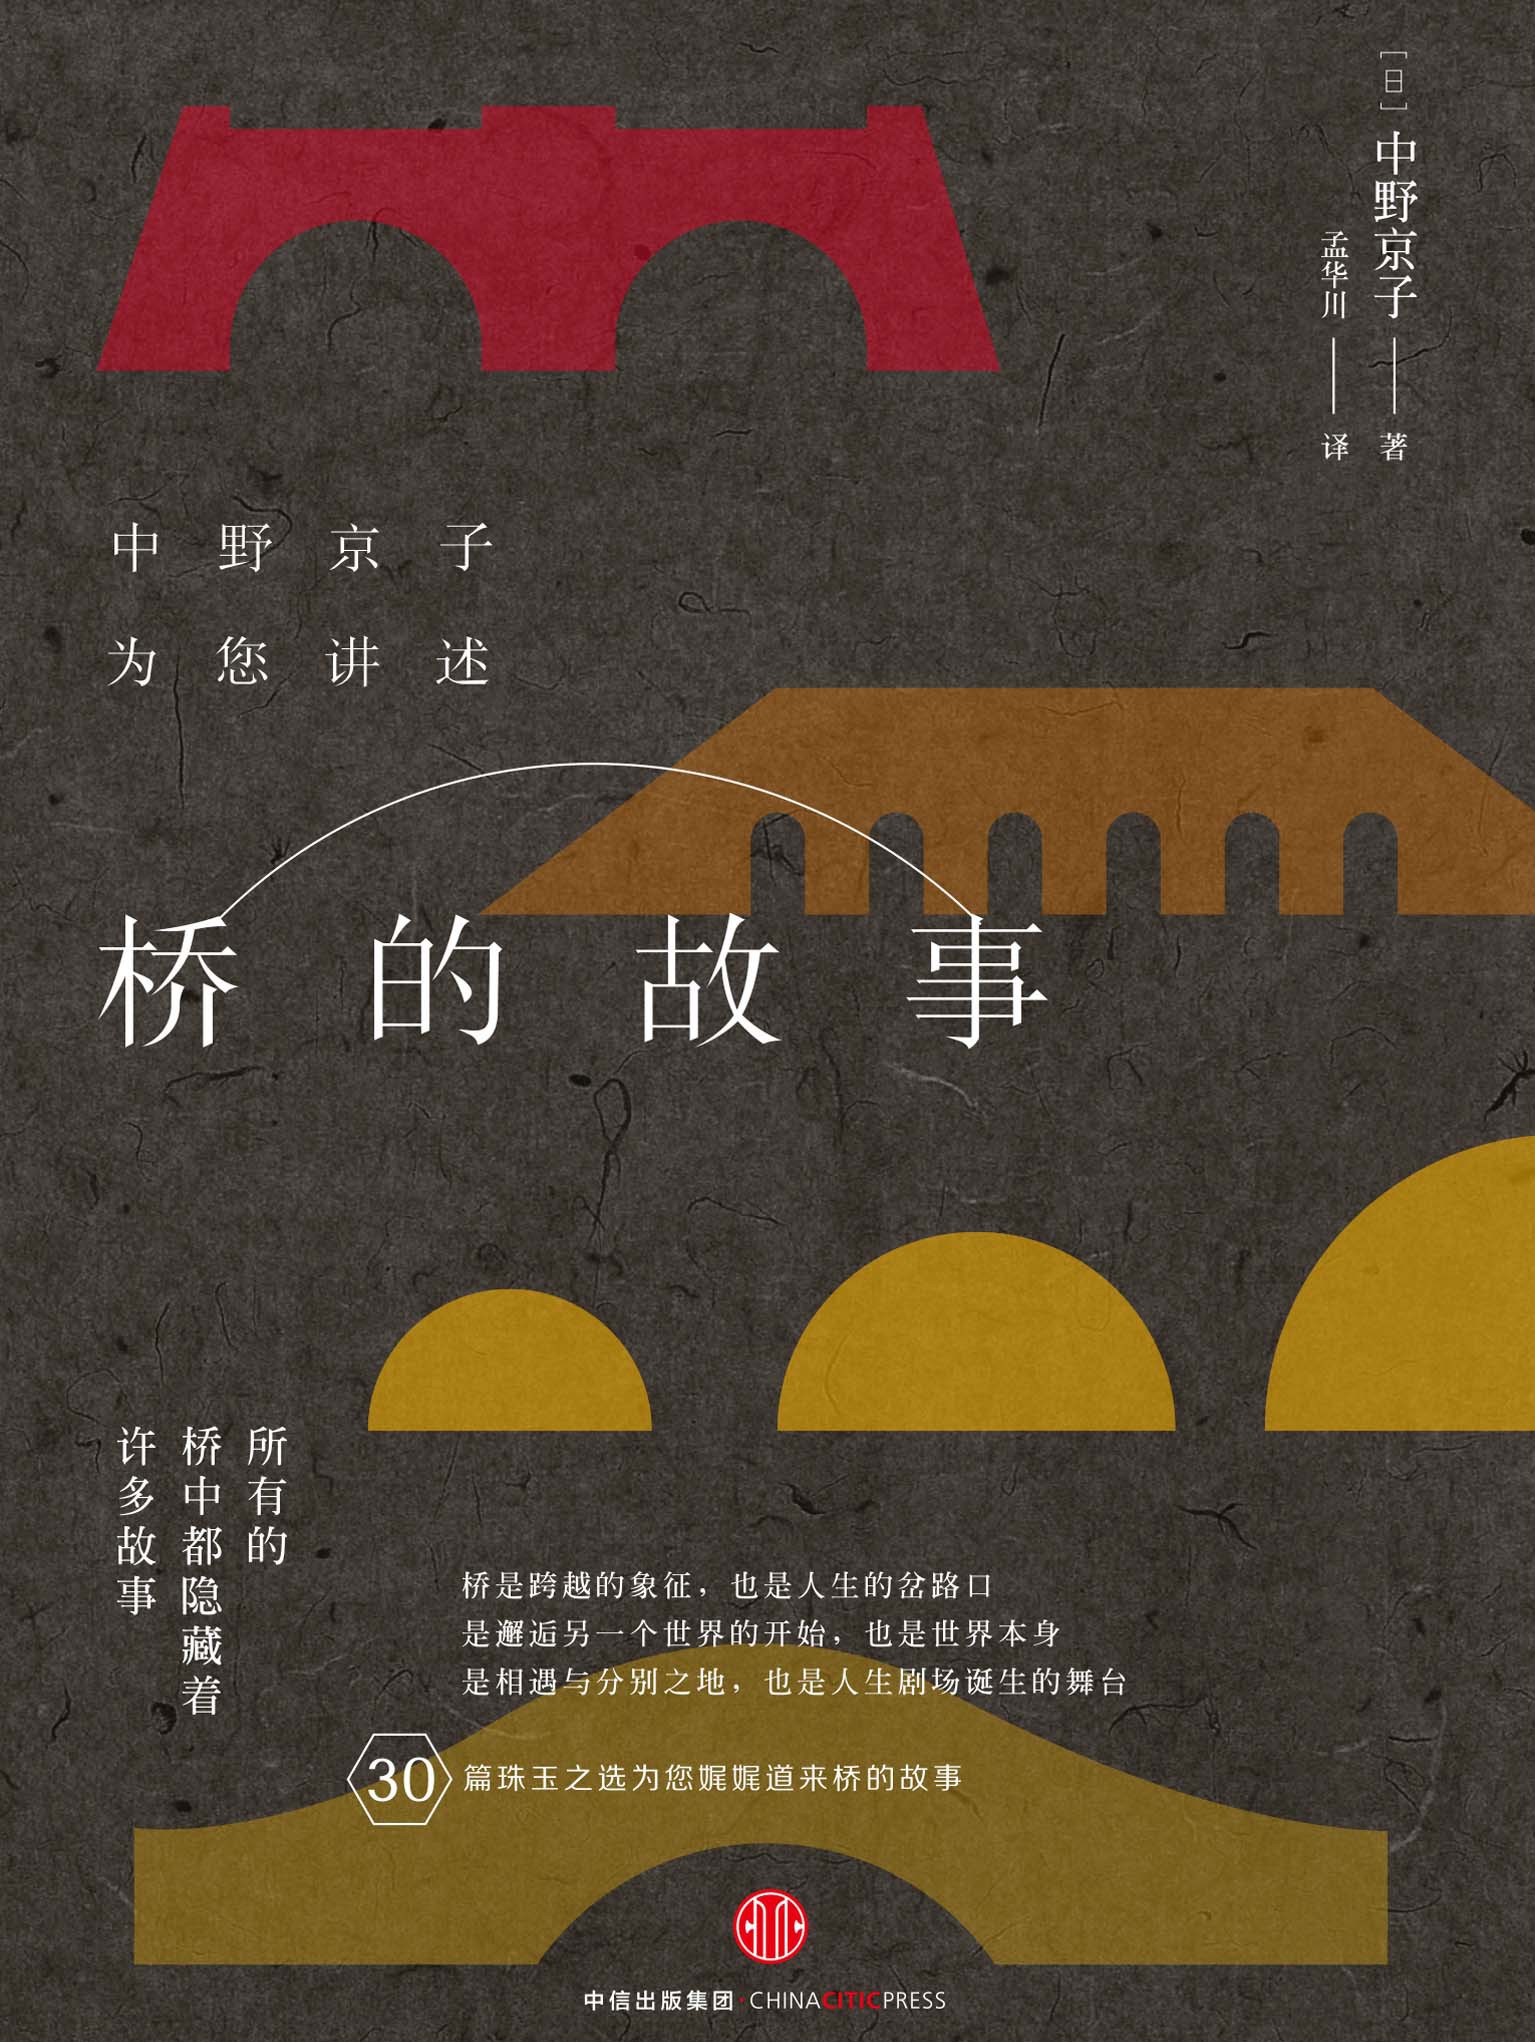 [日]中野京子——著
孟华川——译
中野京子
为您讲述
桥的故事
所有的
桥中都隐藏着
许多故事
桥是跨越的象征，也是人生的岔路口
是邂逅另一个世界的开始，也是世界本身
是相遇与分别之地，也是人生剧场诞生的舞台
30篇珠玉之选为您娓娓道来桥的故事
中信出版集团·CHINACITICPRESS